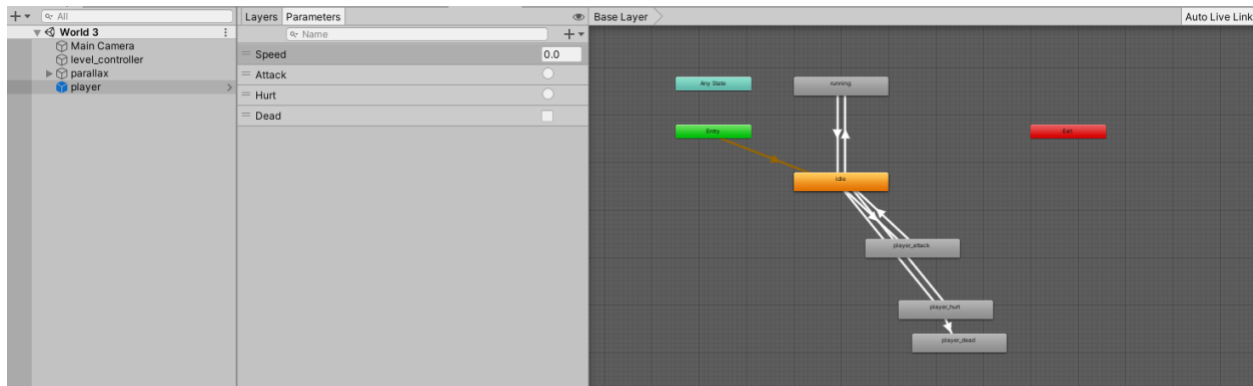 All
World 3
Main Camera
level_controller
parallax
player
Layers Parameters
Name
Speed 0.0
Attack
Hurt
Dead
Base Layer
Auto Live Link
Any State
running
Entry
Exit
idle
player_attack
player_hurt
player_dead